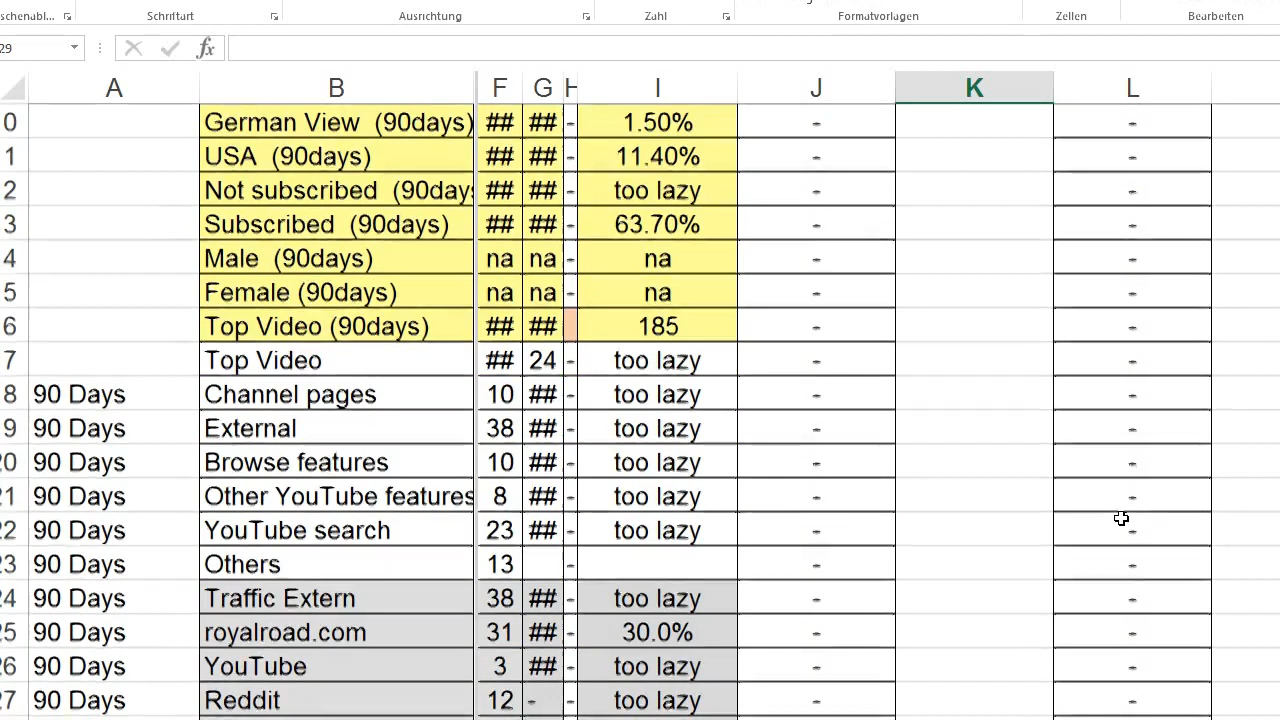 schenabl... Schriftart Ausrichtung Zahl Formatvorlagen Zellen Bearbeiten
29 fx
A B F G H I J K L
0 German View (90days) ## ## - 1.50% - -
1 USA (90days) ## ## - 11.40% - -
2 Not subscribed (90days ## ## - too lazy - -
3 Subscribed (90days) ## ## - 63.70% - -
4 Male (90days) na na - na - -
5 Female (90days) na na - na - -
6 Top Video (90days) ## ## 185 - -
7 Top Video ## 24 - too lazy - -
8 90 Days Channel pages 10 ## - too lazy - -
9 90 Days External 38 ## - too lazy - -
20 90 Days Browse features 10 ## - too lazy - -
21 90 Days Other YouTube features 8 ## - too lazy - -
22 90 Days YouTube search 23 ## - too lazy - -
23 90 Days Others 13 - - -
24 90 Days Traffic Extern 38 ## - too lazy - -
25 90 Days royalroad.com 31 ## - 30.0% - -
26 90 Days YouTube 3 ## - too lazy - -
27 90 Days Reddit 12 - - too lazy - -